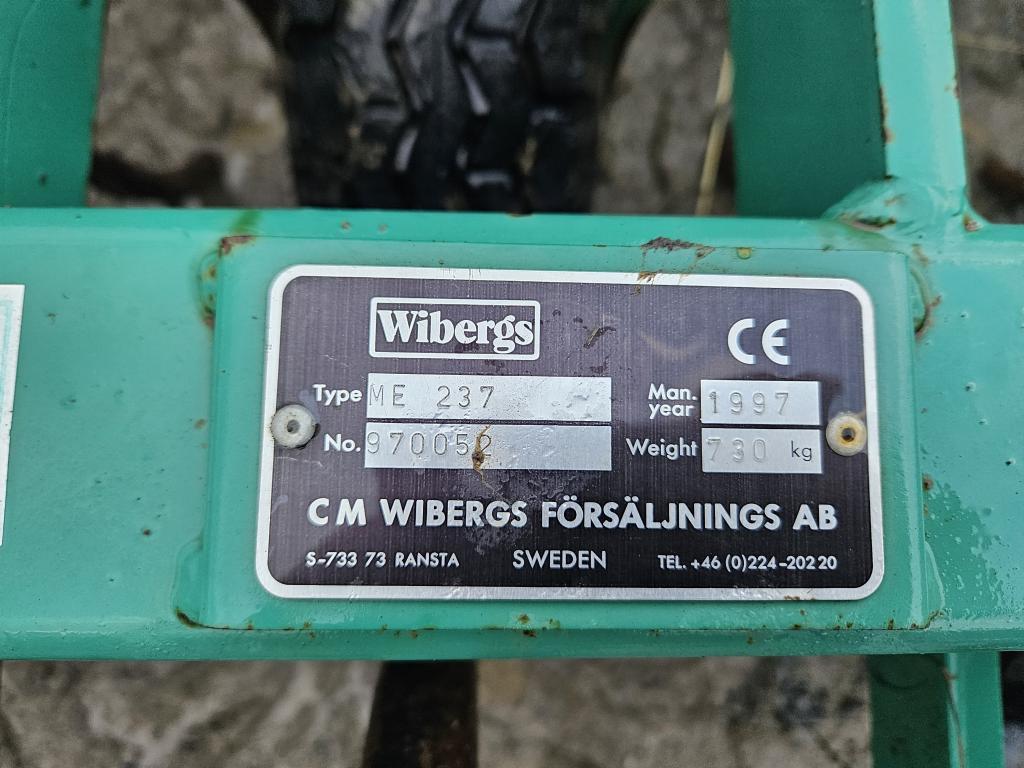 Wibergs
CE
Type ME 237
Man. year 1997
No. 970052
Weight 730 kg
CM WIBERGS FÖRSÄLJNINGS AB
S-733 73 RANSTA SWEDEN TEL. +46 (0)224-202 20